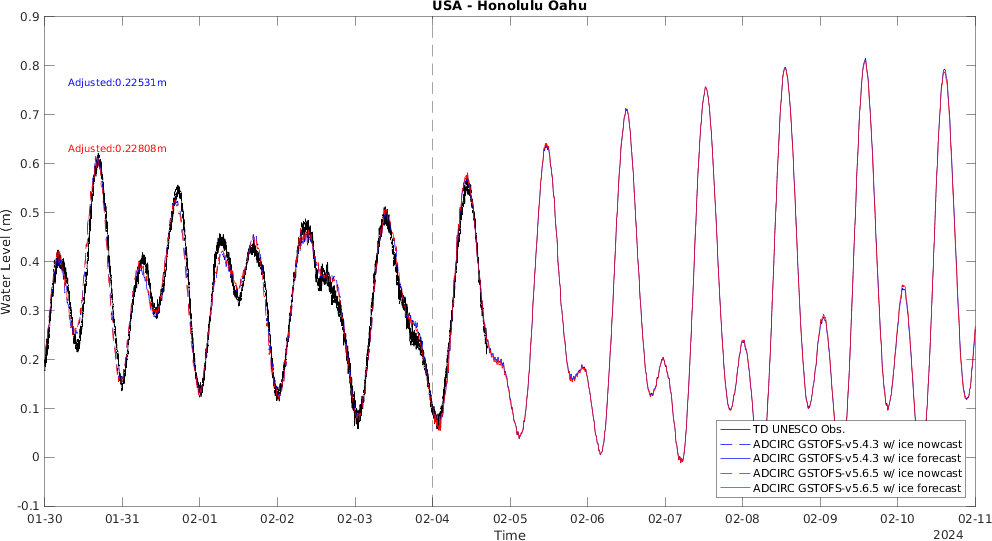 USA - Honolulu Oahu
0.9
0.8
0.7
0.6
0.5
0.4
0.3
0.2
0.1
0
-0.1
Water Level (m)
Adjusted:0.22531m
Adjusted:0.22808m
TD UNESCO Obs.
ADCIRC GSTOFS-v5.4.3 w/ ice nowcast
ADCIRC GSTOFS-v5.4.3 w/ ice forecast
ADCIRC GSTOFS-v5.6.5 w/ ice nowcast
ADCIRC GSTOFS-v5.6.5 w/ ice forecast
01-30 01-31 02-01 02-02 02-03 02-04 02-05 02-06 02-07 02-08 02-09 02-10 02-11
Time
2024